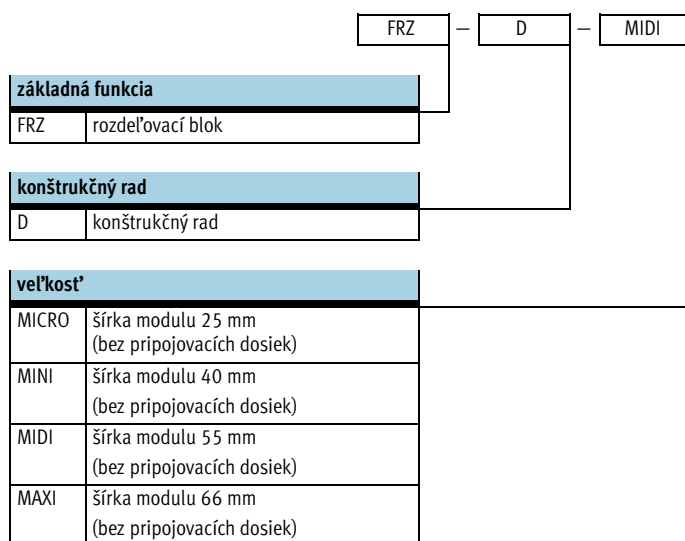 FRZ – D – MIDI
základná funkcia
FRZ rozdeľovací blok
konštrukčný rad
D konštrukčný rad
veľkosť
MICRO šírka modulu 25 mm
(bez pripojovacích dosiek)
MINI šírka modulu 40 mm
(bez pripojovacích dosiek)
MIDI šírka modulu 55 mm
(bez pripojovacích dosiek)
MAXI šírka modulu 66 mm
(bez pripojovacích dosiek)